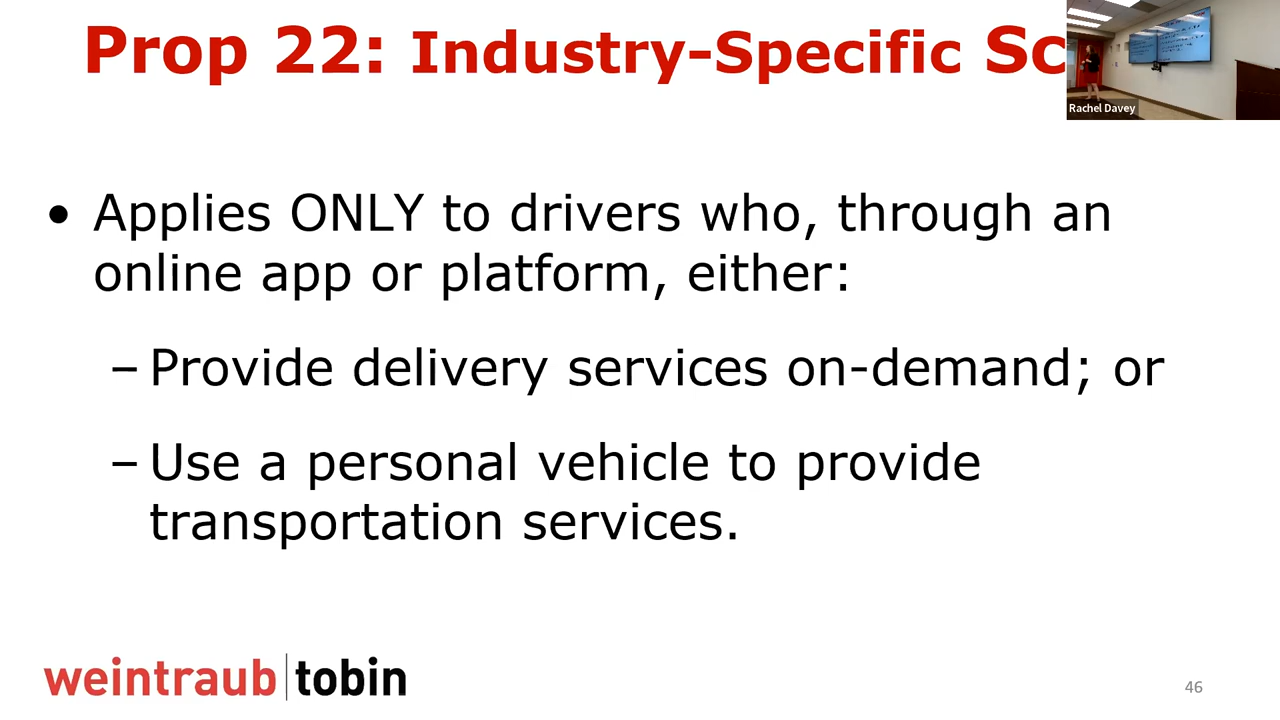 Prop 22: Industry-Specific Sc
Rachel Davey
• Applies ONLY to drivers who, through an
online app or platform, either:
– Provide delivery services on-demand; or
– Use a personal vehicle to provide
transportation services.
weintraub|tobin
46